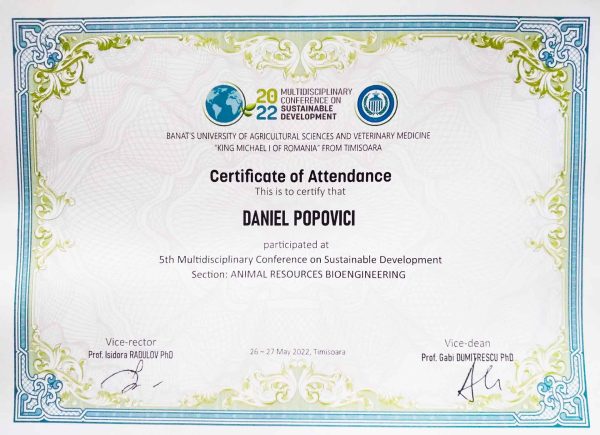 2022
MULTIDISCIPLINARY
CONFERENCE ON
SUSTAINABLE
DEVELOPMENT
BANAT'S UNIVERSITY OF AGRICULTURAL SCIENCES AND VETERINARY MEDICINE
"KING MICHAEL I OF ROMANIA" FROM TIMISOARA
Certificate of Attendance
This is to certify that
DANIEL POPOVICI
participated at
5th Multidisciplinary Conference on Sustainable Development
Section: ANIMAL RESOURCES BIOENGINEERING
Vice-rector
Prof. Isidora RADULOV PhD
26 – 27 May 2022, Timisoara
Vice-dean
Prof. Gabi DUMITRESCU PhD